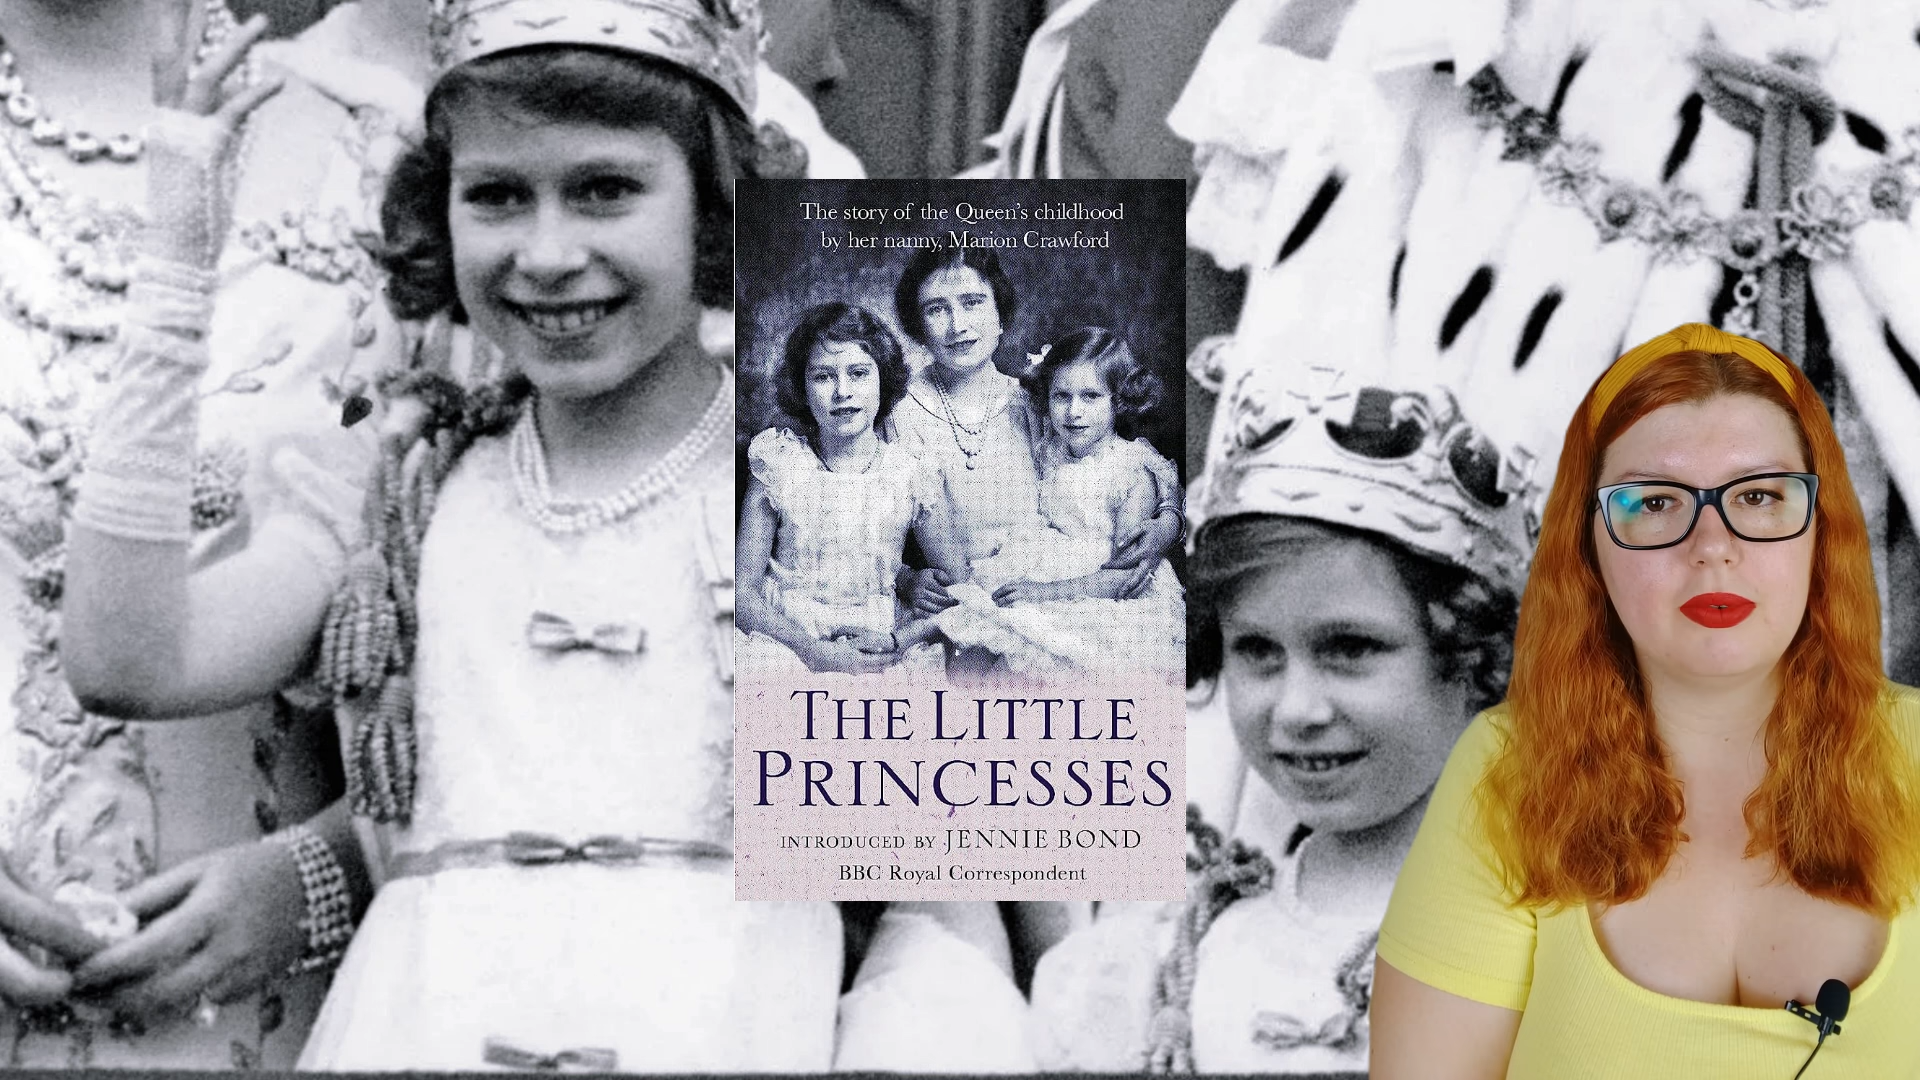 The story of the Queen's childhood
by her nanny, Marion Crawford
THE LITTLE
PRINCESSES
INTRODUCED BY JENNIE BOND
BBC Royal Correspondent